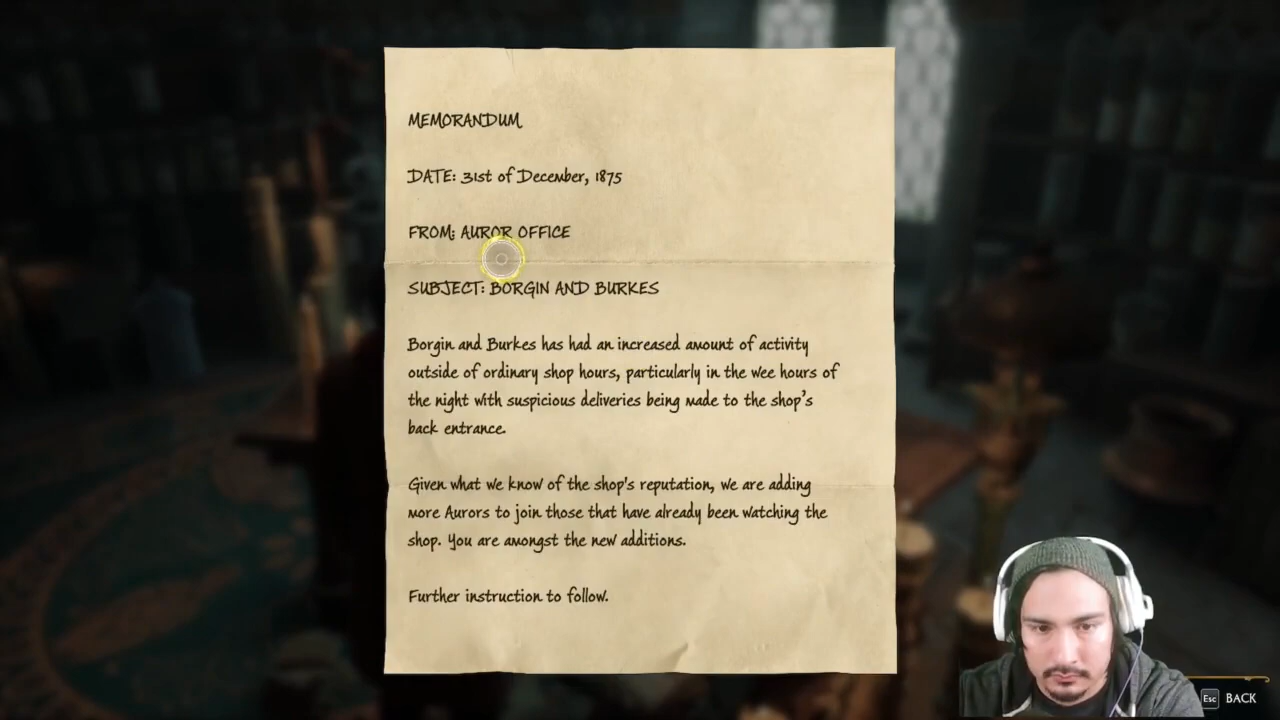 MEMORANDUM
DATE: 31st of December, 1875
FROM: AUROR OFFICE
SUBJECT: BORGIN AND BURKES
Borgin and Burkes has had an increased amount of activity
outside of ordinary shop hours, particularly in the wee hours of
the night with suspicious deliveries being made to the shop's
back entrance.
Given what we know of the shop's reputation, we are adding
more Aurors to join those that have already been watching the
shop. You are amongst the new additions.
Further instruction to follow.
Esc BACK